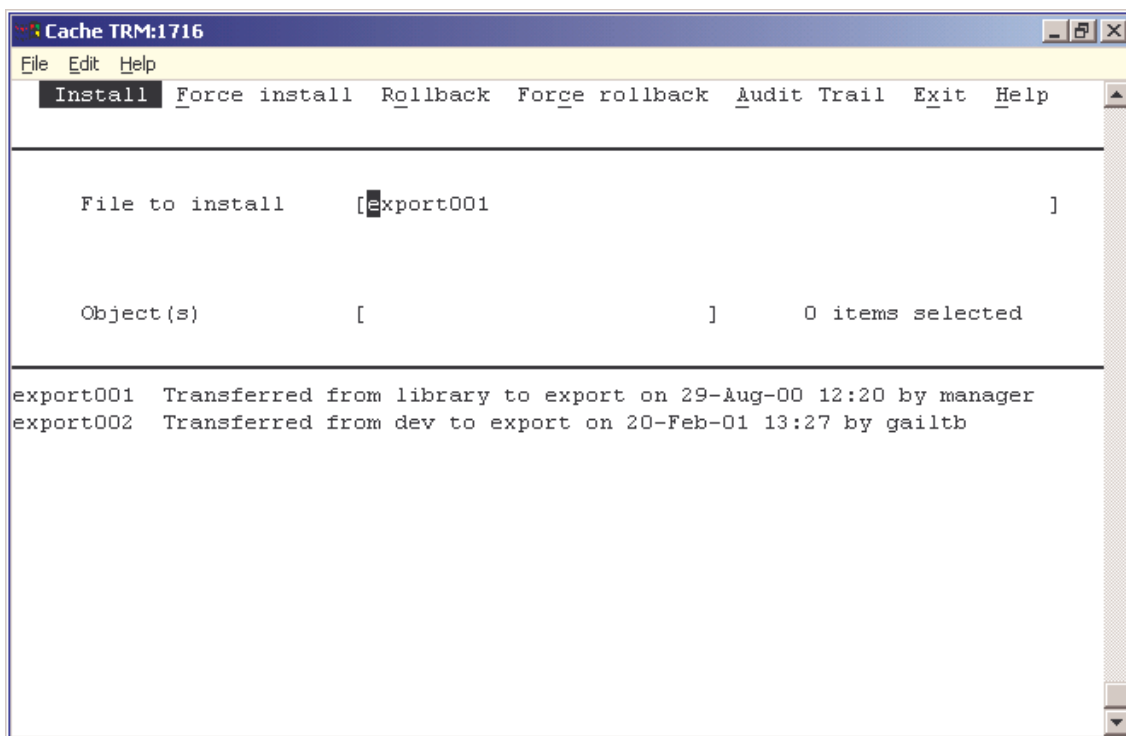 Cache TRM:1716
File Edit Help
Install Force install Rollback Force rollback Audit Trail Exit Help
File to install [export001 ]
Object(s) [ ] 0 items selected
export001 Transferred from library to export on 29-Aug-00 12:20 by manager
export002 Transferred from dev to export on 20-Feb-01 13:27 by gailtb